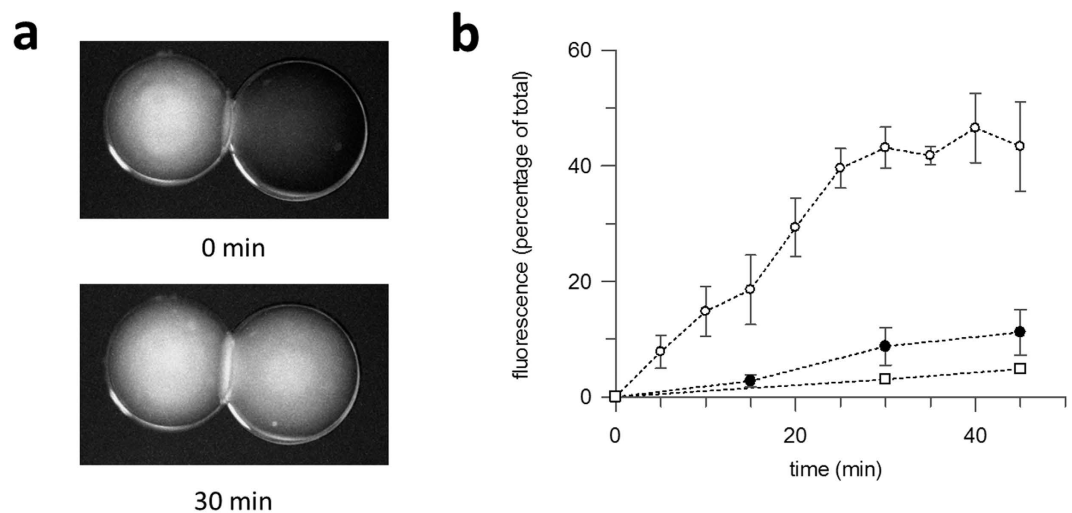 a
0 min
30 min
b
fluorescence (percentage of total)
60
40
20
0
0
20
40
time (min)